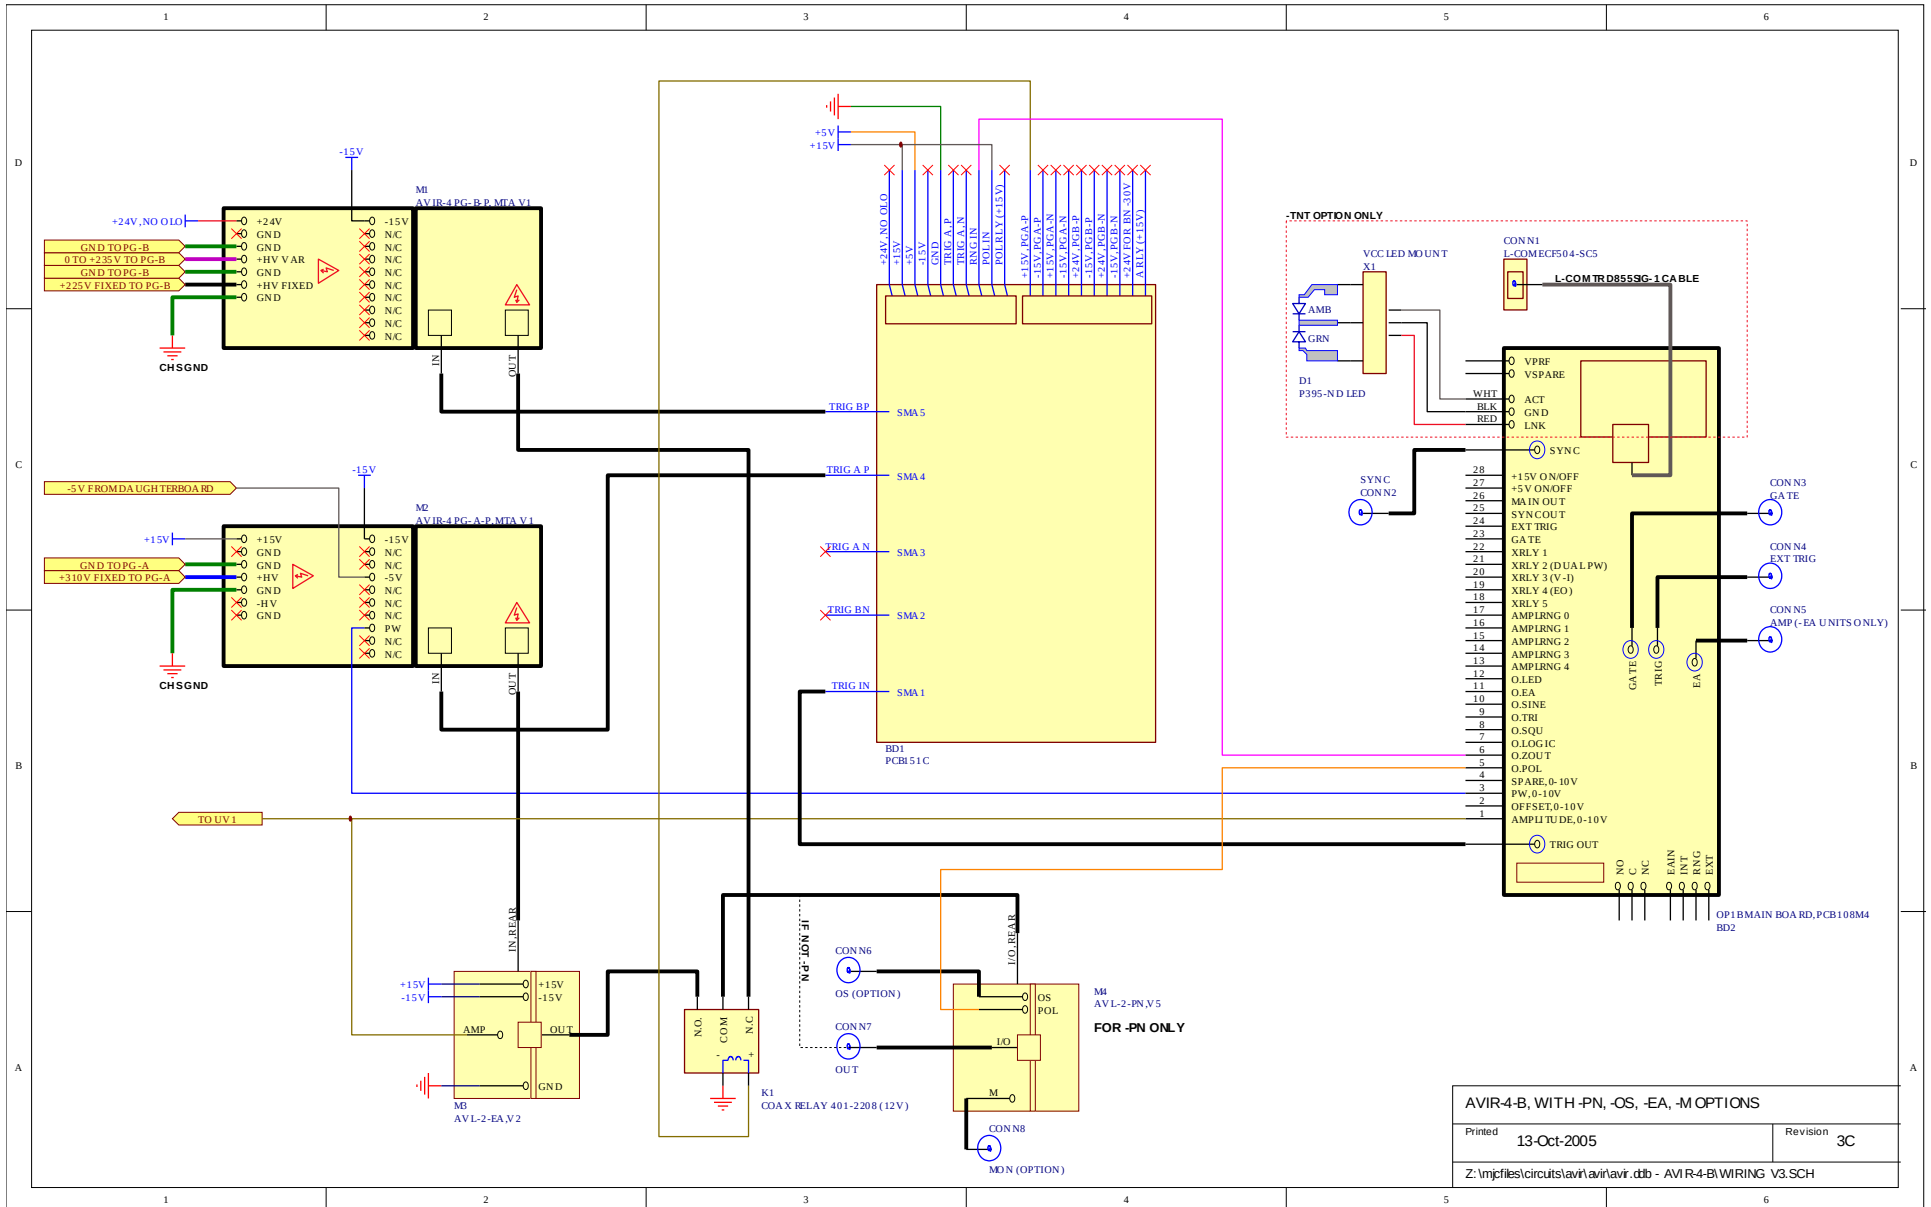 1 2 3 4 5 6
D
C
B
A
D
C
B
A
-15V
M1
AVIR-4 PG-B-P, MTA V1
+24V, NO OLO
GND TO PG-B
0 TO +235V TO PG-B
GND TO PG-B
+225V FIXED TO PG-B
+24V
GND
GND
+HV VAR
GND
+HV FIXED
GND
-15V
N/C
N/C
N/C
N/C
N/C
N/C
N/C
N/C
N/C
IN
OUT
CHSGND
-15V
-5V FROM DAUGHTERBOARD
M2
AVIR-4 PG-A-P, MTA V1
+15V
GND TO PG-A
+310V FIXED TO PG-A
+15V
GND
GND
+HV
GND
-HV
GND
-15V
N/C
N/C
-5V
N/C
N/C
N/C
PW
N/C
N/C
IN
OUT
CHSGND
TO UV1
IN, REAR
+15V
-15V
+15V
-15V
AMP
OUT
GND
M3
AVL-2-EA, V2
N.O.
COM
N.C
-
+
K1
COAX RELAY 401-2208 (12V)
+5V
+15V
+24V, NO OLO
+15V
+5V
-15V
GND
TRIG A, P
TRIG A, N
RNG IN
POL IN
POL RLY (+15V)
+15V, PGA-P
-15V, PGA-P
+15V, PGA-N
-15V, PGA-N
+24V, PGB-P
-15V, PGB-P
+24V, PGB-N
-15V, PGB-N
+24V FOR BN -30V
A RLY (+15V)
TRIG BP
SMA5
TRIG A P
SMA4
TRIG A N
SMA3
TRIG BN
SMA2
TRIG IN
SMA1
BD1
PCB151C
IF NOT -PN
CONN6
OS (OPTION)
CONN7
OUT
I/O, REAR
OS
POL
I/O
M
M4
AVL-2-PN, V5
FOR -PN ONLY
CONN8
MON (OPTION)
-TNT OPTION ONLY
VCC LED MOUNT
X1
AMB
GRN
D1
P395-ND LED
CONN1
L-COM ECF504-SC5
L-COM TRD855SIG-1 CABLE
WHT
BLK
RED
VPRF
VSPARE
ACT
GND
LNK
SYNC
SYNC
CONN2
28 +15V ON/OFF
27 +5V ON/OFF
26 MAIN OUT
25 SYNC OUT
24 EXT TRIG
23 GATE
22 XRLY 1
21 XRLY 2 (DUAL PW)
20 XRLY 3 (V-I)
19 XRLY 4 (EO)
18 XRLY 5
17 AMPL RNG 0
16 AMPL RNG 1
15 AMPL RNG 2
14 AMPL RNG 3
13 AMPL RNG 4
12 O.LED
11 O.EA
10 O.SINE
9 O.TRI
8 O.SQU
7 O.LOGIC
6 O.ZOUT
5 O.POL
4 SPARE, 0-10V
3 PW, 0-10V
2 OFFSET, 0-10V
1 AMPLITUDE, 0-10V
TRIG OUT
GATE
TRIG
EA
CONN3
GATE
CONN4
EXT TRIG
CONN5
AMP (-EA UNITS ONLY)
NO
C
NC
EAIN
INT
RNG
EXT
OP1B MAIN BOARD, PCB108M4
BD2
AVIR-4-B, WITH -PN, -OS, -EA, -M OPTIONS
Printed 13-Oct-2005
Revision 3C
Z:\mjcfiles\circuits\avir\avir\avir.ddb - AVIR-4-B\WIRING V3.SCH
1 2 3 4 5 6